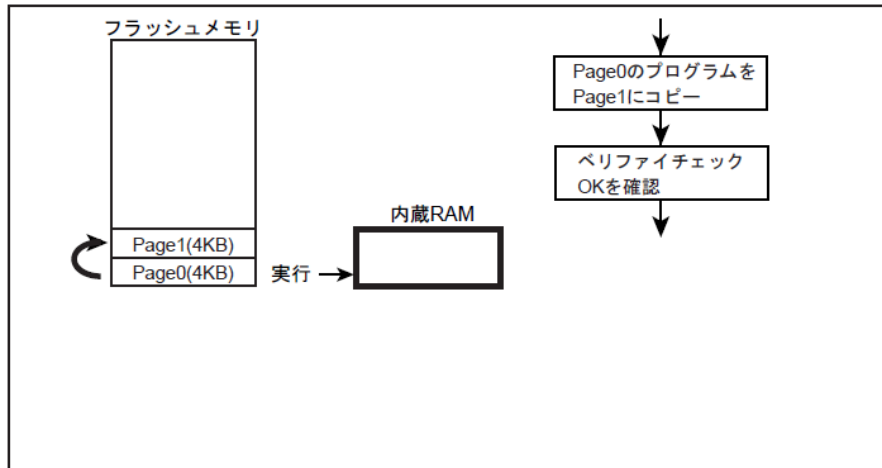 フラッシュメモリ
Page1(4KB)
Page0(4KB)
実行
内蔵RAM
Page0のプログラムを
Page1にコピー
ベリファイチェック
OKを確認